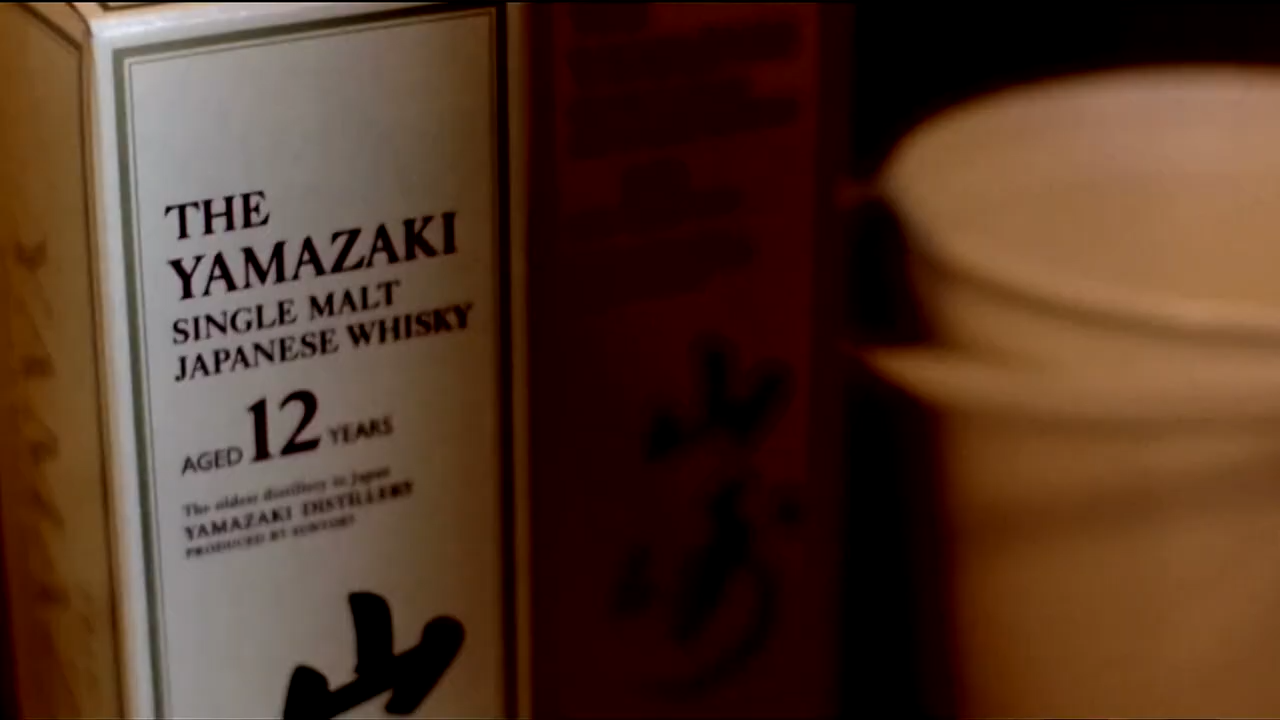 THE
YAMAZAKI
SINGLE MALT
JAPANESE WHISKY
AGED 12 YEARS
The oldest distillery in Japan
YAMAZAKI DISTILLERY
PRODUCED BY SUNTORY
山